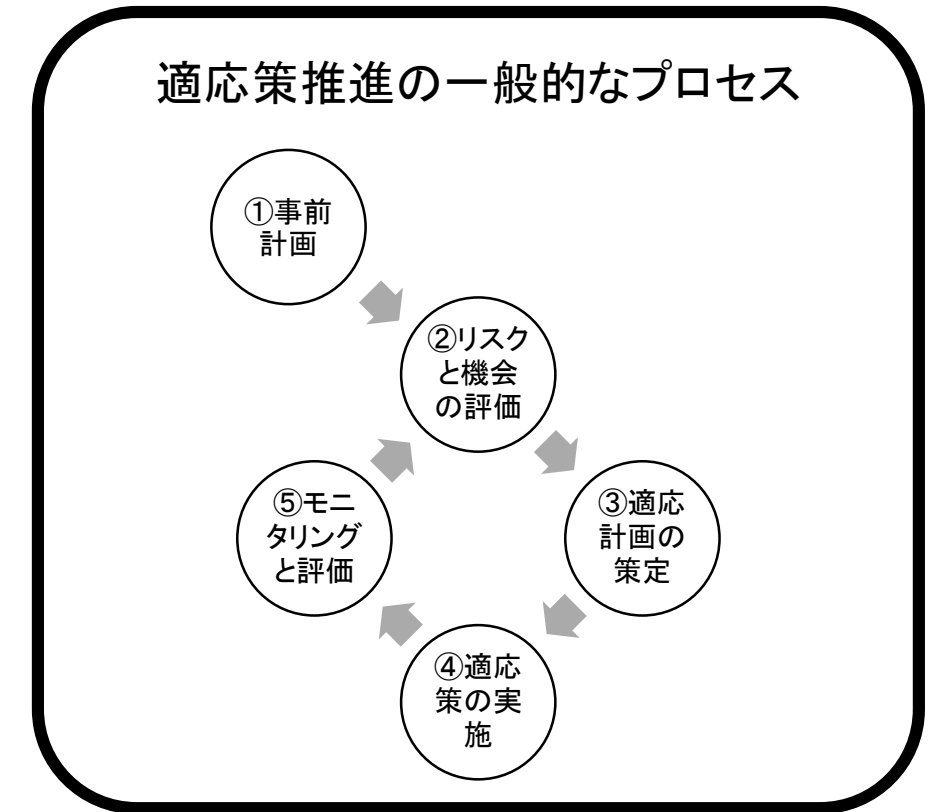 適応策推進の一般的なプロセス
①事前
計画
②リスク
と機会
の評価
③適応
計画の
策定
④適応
策の実
施
⑤モニ
タリング
と評価